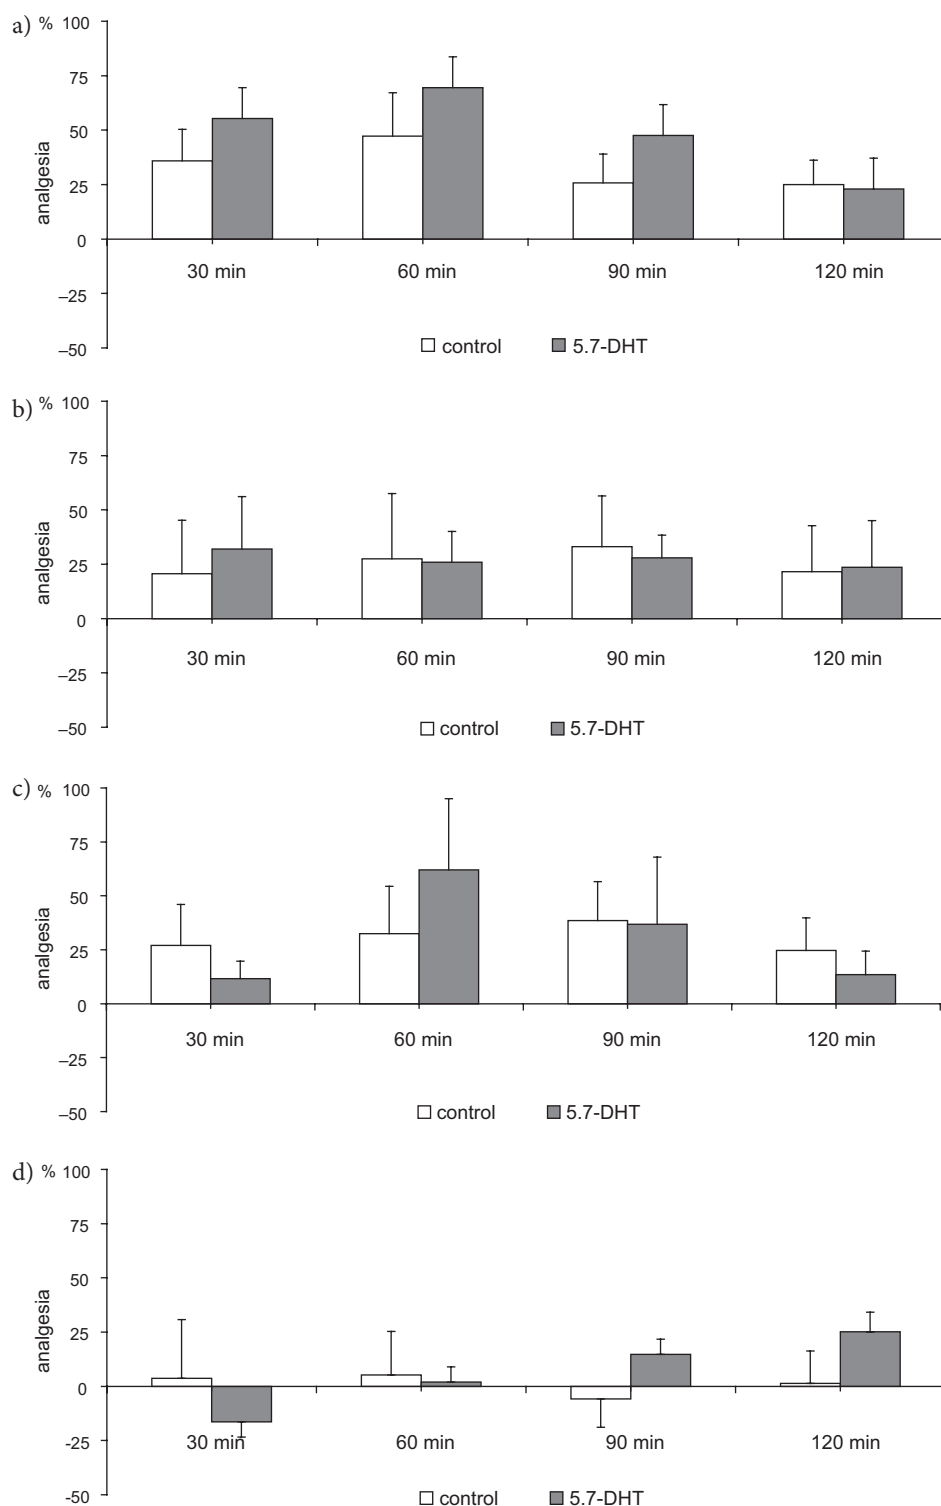 a) % 100
75
50
25
0
–25
–50
analgesia
30 min 60 min 90 min 120 min
control 5.7-DHT
b) % 100
75
50
25
0
–25
–50
analgesia
30 min 60 min 90 min 120 min
control 5.7-DHT
c) % 100
75
50
25
0
–25
–50
analgesia
30 min 60 min 90 min 120 min
control 5.7-DHT
d) % 100
75
50
25
0
-25
-50
analgesia
30 min 60 min 90 min 120 min
control 5.7-DHT